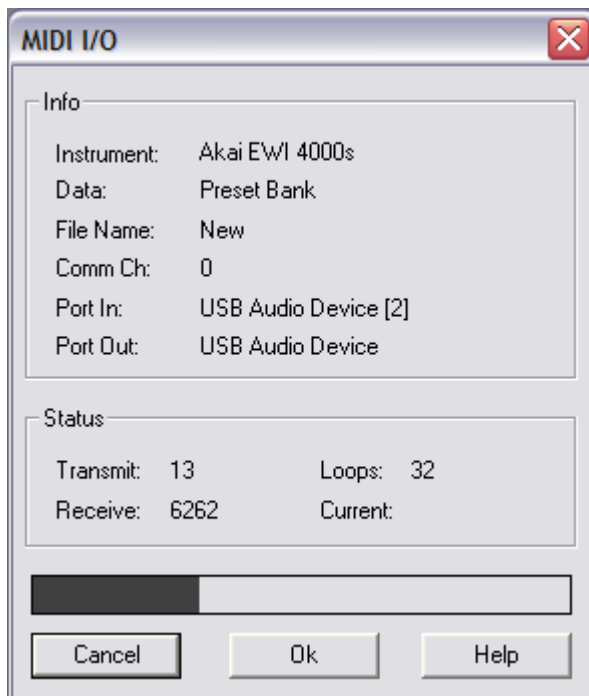 MIDI I/O
Info
Instrument: Akai EWI 4000s
Data: Preset Bank
File Name: New
Comm Ch: 0
Port In: USB Audio Device [2]
Port Out: USB Audio Device
Status
Transmit: 13 Loops: 32
Receive: 6262 Current:
Cancel Ok Help